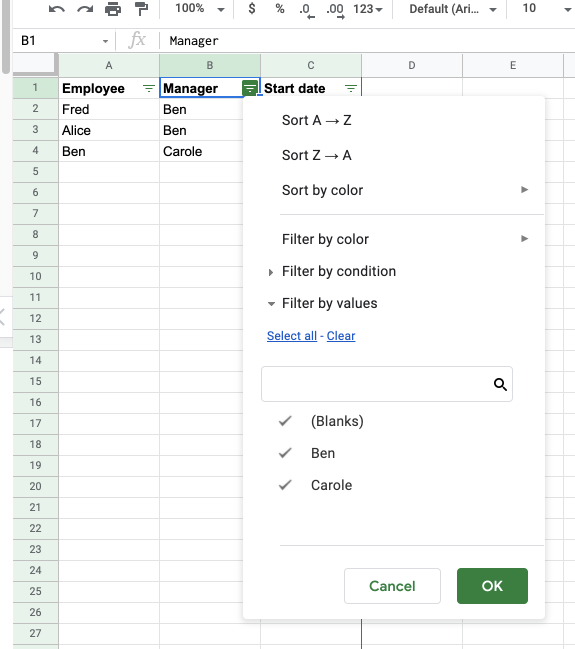 100% $ % .0 .00 123 Default (Ari... 10
B1 fx Manager
A B C D E
1 Employee Manager Start date
2 Fred Ben
3 Alice Ben
4 Ben Carole
5
6
7
8
9
10
11
12
13
14
15
16
17
18
19
20
21
22
23
24
25
26
27
Sort A → Z
Sort Z → A
Sort by color
Filter by color
Filter by condition
Filter by values
Select all - Clear
(Blanks)
Ben
Carole
Cancel OK